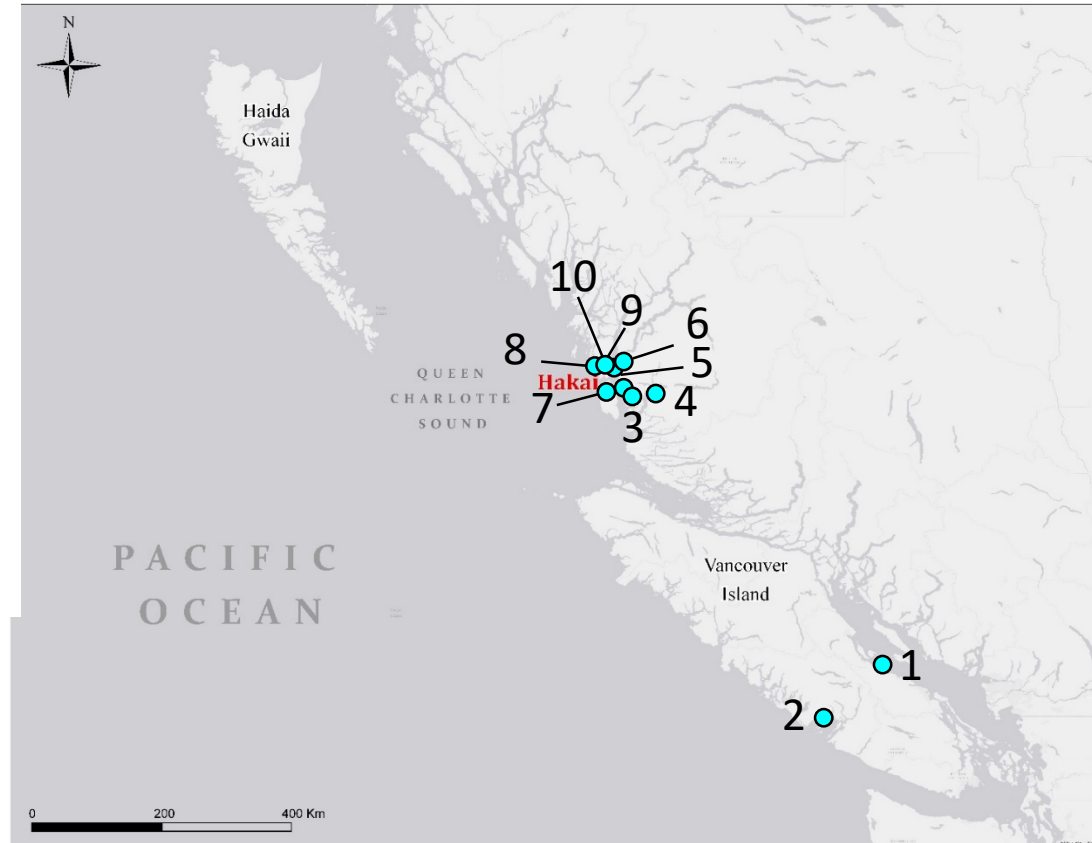 N
Haida
Gwaii
10
9
6
8
5
QUEEN
CHARLOTTE
SOUND
Hakai
7
4
3
PACIFIC
OCEAN
Vancouver
Island
1
2
0 200 400 Km